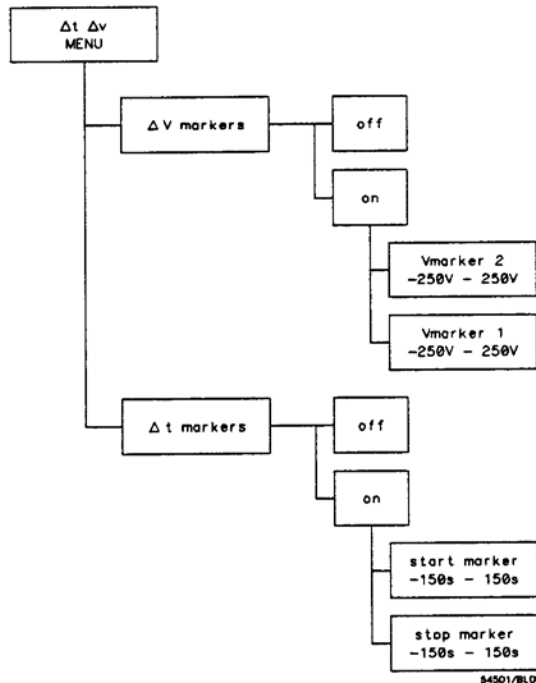 Δt Δv
MENU
ΔV markers
off
on
Vmarker 2
-250V - 250V
Vmarker 1
-250V - 250V
Δt markers
off
on
start marker
-150s - 150s
stop marker
-150s - 150s
54501/BL01